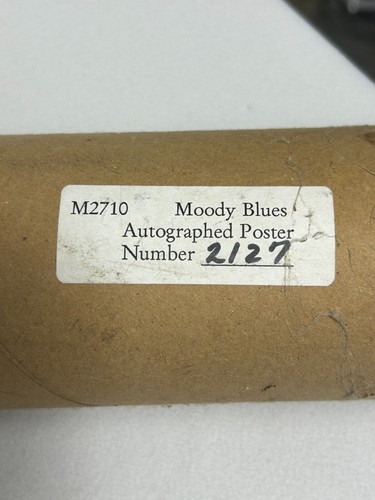 M2710 Moody Blues
Autographed Poster
Number 2127